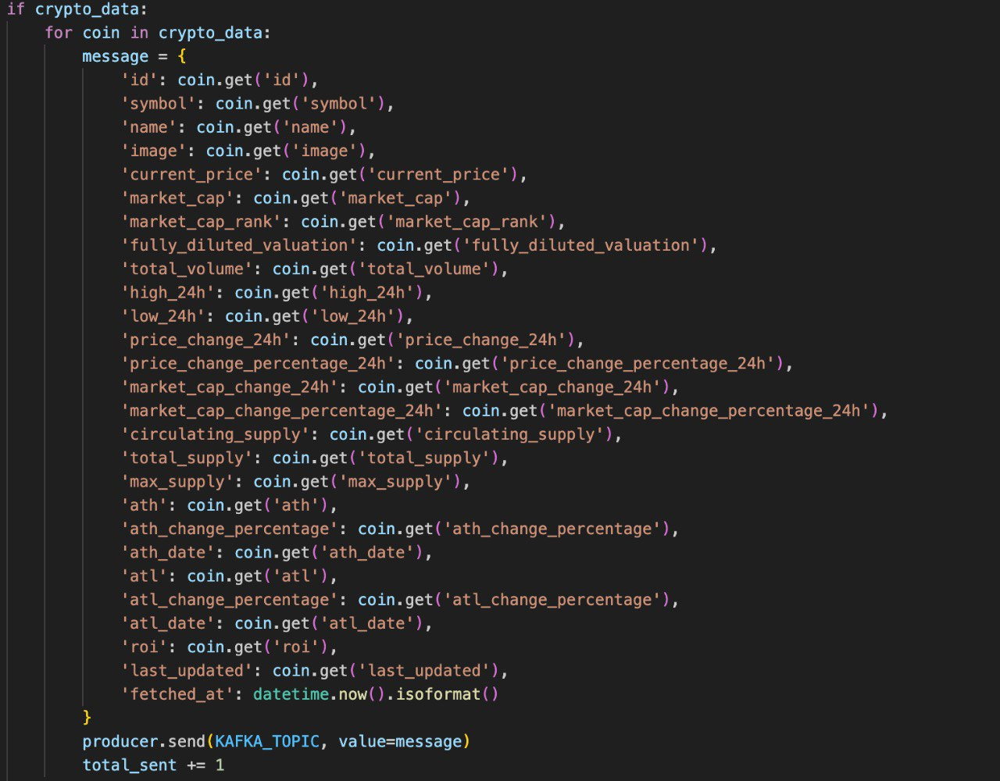 if crypto_data:
    for coin in crypto_data:
        message = {
            'id': coin.get('id'),
            'symbol': coin.get('symbol'),
            'name': coin.get('name'),
            'image': coin.get('image'),
            'current_price': coin.get('current_price'),
            'market_cap': coin.get('market_cap'),
            'market_cap_rank': coin.get('market_cap_rank'),
            'fully_diluted_valuation': coin.get('fully_diluted_valuation'),
            'total_volume': coin.get('total_volume'),
            'high_24h': coin.get('high_24h'),
            'low_24h': coin.get('low_24h'),
            'price_change_24h': coin.get('price_change_24h'),
            'price_change_percentage_24h': coin.get('price_change_percentage_24h'),
            'market_cap_change_24h': coin.get('market_cap_change_24h'),
            'market_cap_change_percentage_24h': coin.get('market_cap_change_percentage_24h'),
            'circulating_supply': coin.get('circulating_supply'),
            'total_supply': coin.get('total_supply'),
            'max_supply': coin.get('max_supply'),
            'ath': coin.get('ath'),
            'ath_change_percentage': coin.get('ath_change_percentage'),
            'ath_date': coin.get('ath_date'),
            'atl': coin.get('atl'),
            'atl_change_percentage': coin.get('atl_change_percentage'),
            'atl_date': coin.get('atl_date'),
            'roi': coin.get('roi'),
            'last_updated': coin.get('last_updated'),
            'fetched_at': datetime.now().isoformat()
        }
        producer.send(KAFKA_TOPIC, value=message)
        total_sent += 1